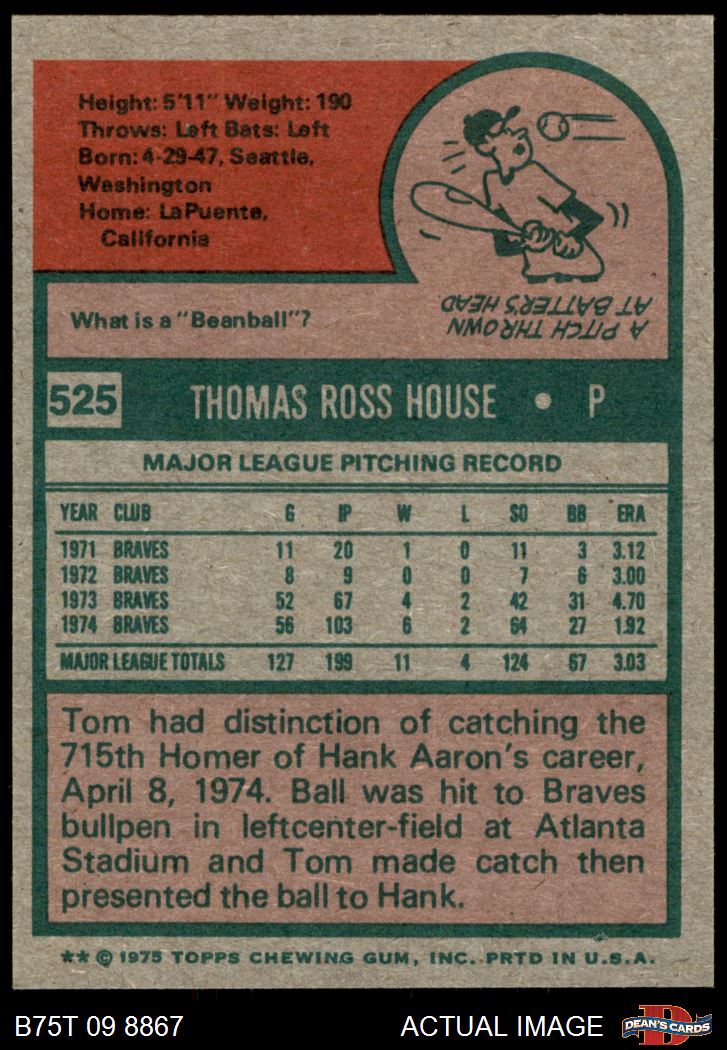 Height: 5'11" Weight: 190
Throws: Left Bats: Left
Born: 4-29-47, Seattle,
Washington
Home: LaPuente,
California
What is a "Beanball"?
A PITCH THROWN
AT BATTER'S HEAD
525 THOMAS ROSS HOUSE • P
MAJOR LEAGUE PITCHING RECORD
YEAR CLUB G IP W L SO BB ERA
1971 BRAVES 11 20 1 0 11 3 3.12
1972 BRAVES 8 9 0 0 7 6 3.00
1973 BRAVES 52 67 4 2 42 31 4.70
1974 BRAVES 56 103 6 2 64 27 1.92
MAJOR LEAGUE TOTALS 127 199 11 4 124 67 3.03
Tom had distinction of catching the
715th Homer of Hank Aaron's career,
April 8, 1974. Ball was hit to Braves
bullpen in leftcenter-field at Atlanta
Stadium and Tom made catch then
presented the ball to Hank.
** © 1975 TOPPS CHEWING GUM, INC. PRTD IN U.S.A.
B75T 09 8867 ACTUAL IMAGE DEAN'S CARDS